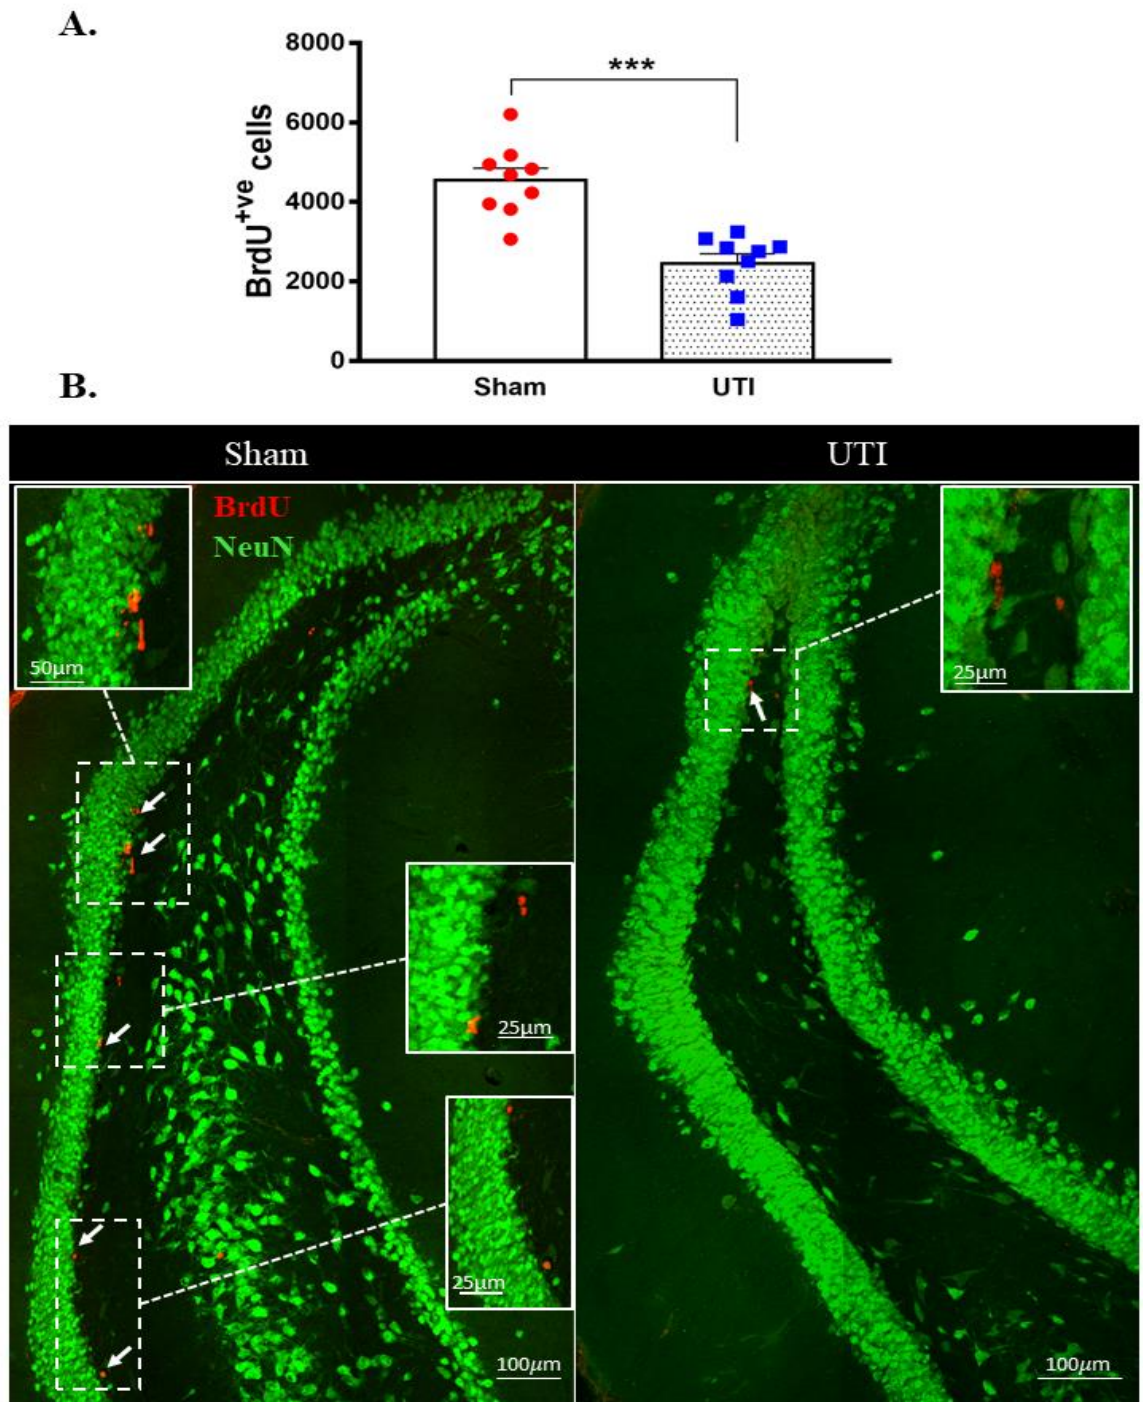 A.
8000
6000
4000
2000
0
BrdU+ve cells
***
Sham
UTI
B.
Sham
UTI
BrdU
NeuN
50µm
25µm
25µm
25µm
100µm
100µm